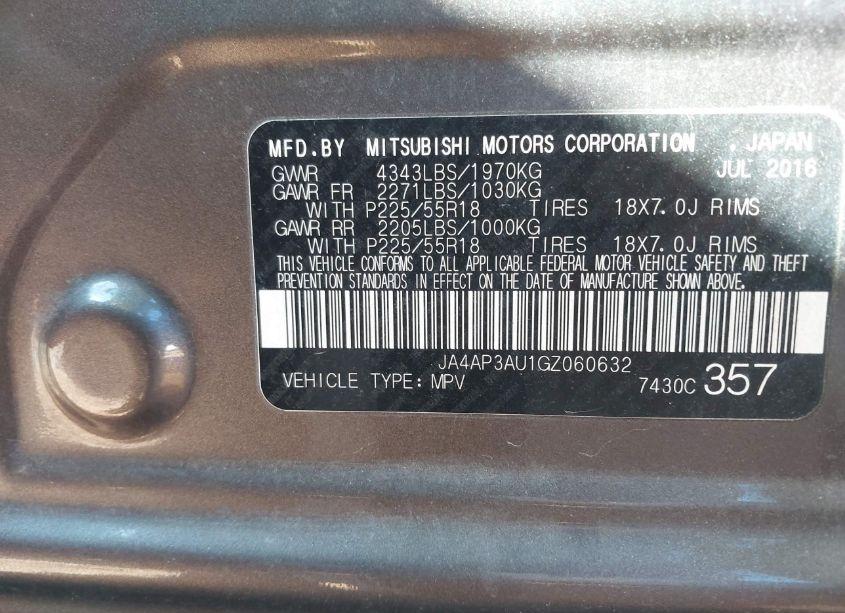 MFD.BY MITSUBISHI MOTORS CORPORATION , JAPAN
GVWR 4343LBS/1970KG JUL 2016
GAWR FR 2271LBS/1030KG
WITH P225/55R18 TIRES 18X7.0J RIMS
GAWR RR 2205LBS/1000KG
WITH P225/55R18 TIRES 18X7.0J RIMS
THIS VEHICLE CONFORMS TO ALL APPLICABLE FEDERAL MOTOR VEHICLE SAFETY AND THEFT
PREVENTION STANDARDS IN EFFECT ON THE DATE OF MANUFACTURE SHOWN ABOVE.
JA4AP3AU1GZ060632
VEHICLE TYPE: MPV 7430C 357